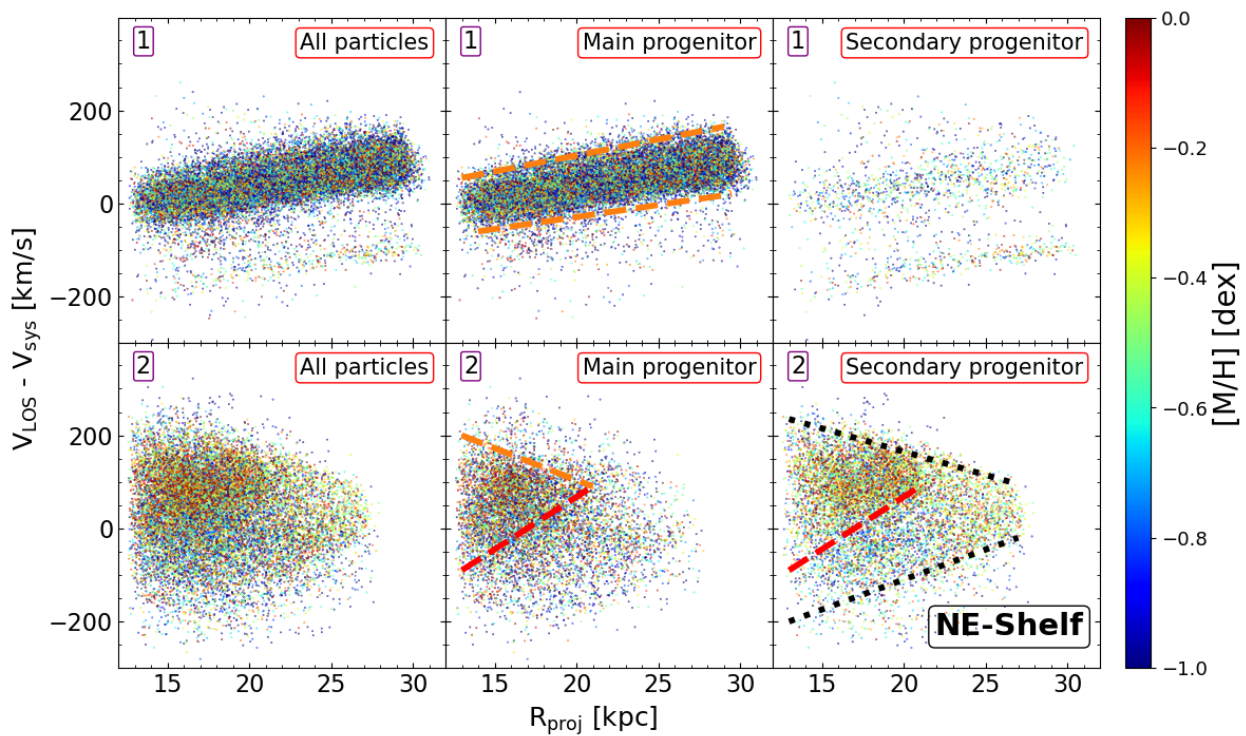 1 All particles
1 Main progenitor
1 Secondary progenitor
0.0
200
0
−200
−0.2
−0.4
V_LOS - V_sys [km/s]
2 All particles
2 Main progenitor
2 Secondary progenitor
200
0
−200
−0.6
−0.8
−1.0
[M/H] [dex]
NE-Shelf
15 20 25 30
15 20 25 30
15 20 25 30
R_proj [kpc]